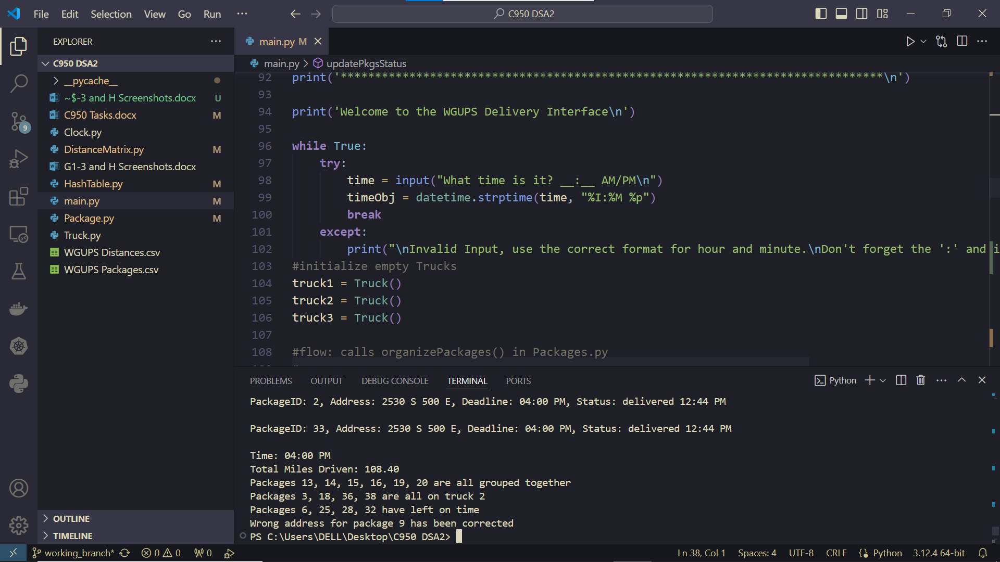 File Edit Selection View Go Run ··· C950 DSA2
EXPLORER
C950 DSA2
__pycache__
~$-3 and H Screenshots.docx U
C950 Tasks.docx M
Clock.py
DistanceMatrix.py M
G1-3 and H Screenshots.docx
HashTable.py M
main.py M
Package.py M
Truck.py
WGUPS Distances.csv
WGUPS Packages.csv
9
OUTLINE
TIMELINE
main.py M
main.py > updatePkgsStatus
92 print('*******************************************************************************\n')
93
94 print('Welcome to the WGUPS Delivery Interface\n')
95
96 while True:
97 try:
98 time = input("What time is it? __:__ AM/PM\n")
99 timeObj = datetime.strptime(time, "%I:%M %p")
100 break
101 except:
102 print("\nInvalid Input, use the correct format for hour and minute.\nDon't forget the ':' and i
103 #initialize empty Trucks
104 truck1 = Truck()
105 truck2 = Truck()
106 truck3 = Truck()
107
108 #flow: calls organizePackages() in Packages.py
PROBLEMS OUTPUT DEBUG CONSOLE TERMINAL PORTS Python
PackageID: 2, Address: 2530 S 500 E, Deadline: 04:00 PM, Status: delivered 12:44 PM
PackageID: 33, Address: 2530 S 500 E, Deadline: 04:00 PM, Status: delivered 12:44 PM
Time: 04:00 PM
Total Miles Driven: 108.40
Packages 13, 14, 15, 16, 19, 20 are all grouped together
Packages 3, 18, 36, 38 are all on truck 2
Packages 6, 25, 28, 32 have left on time
Wrong address for package 9 has been corrected
PS C:\Users\DELL\Desktop\C950 DSA2>
working_branch* 0 0 0 Ln 38, Col 1 Spaces: 4 UTF-8 CRLF Python 3.12.4 64-bit